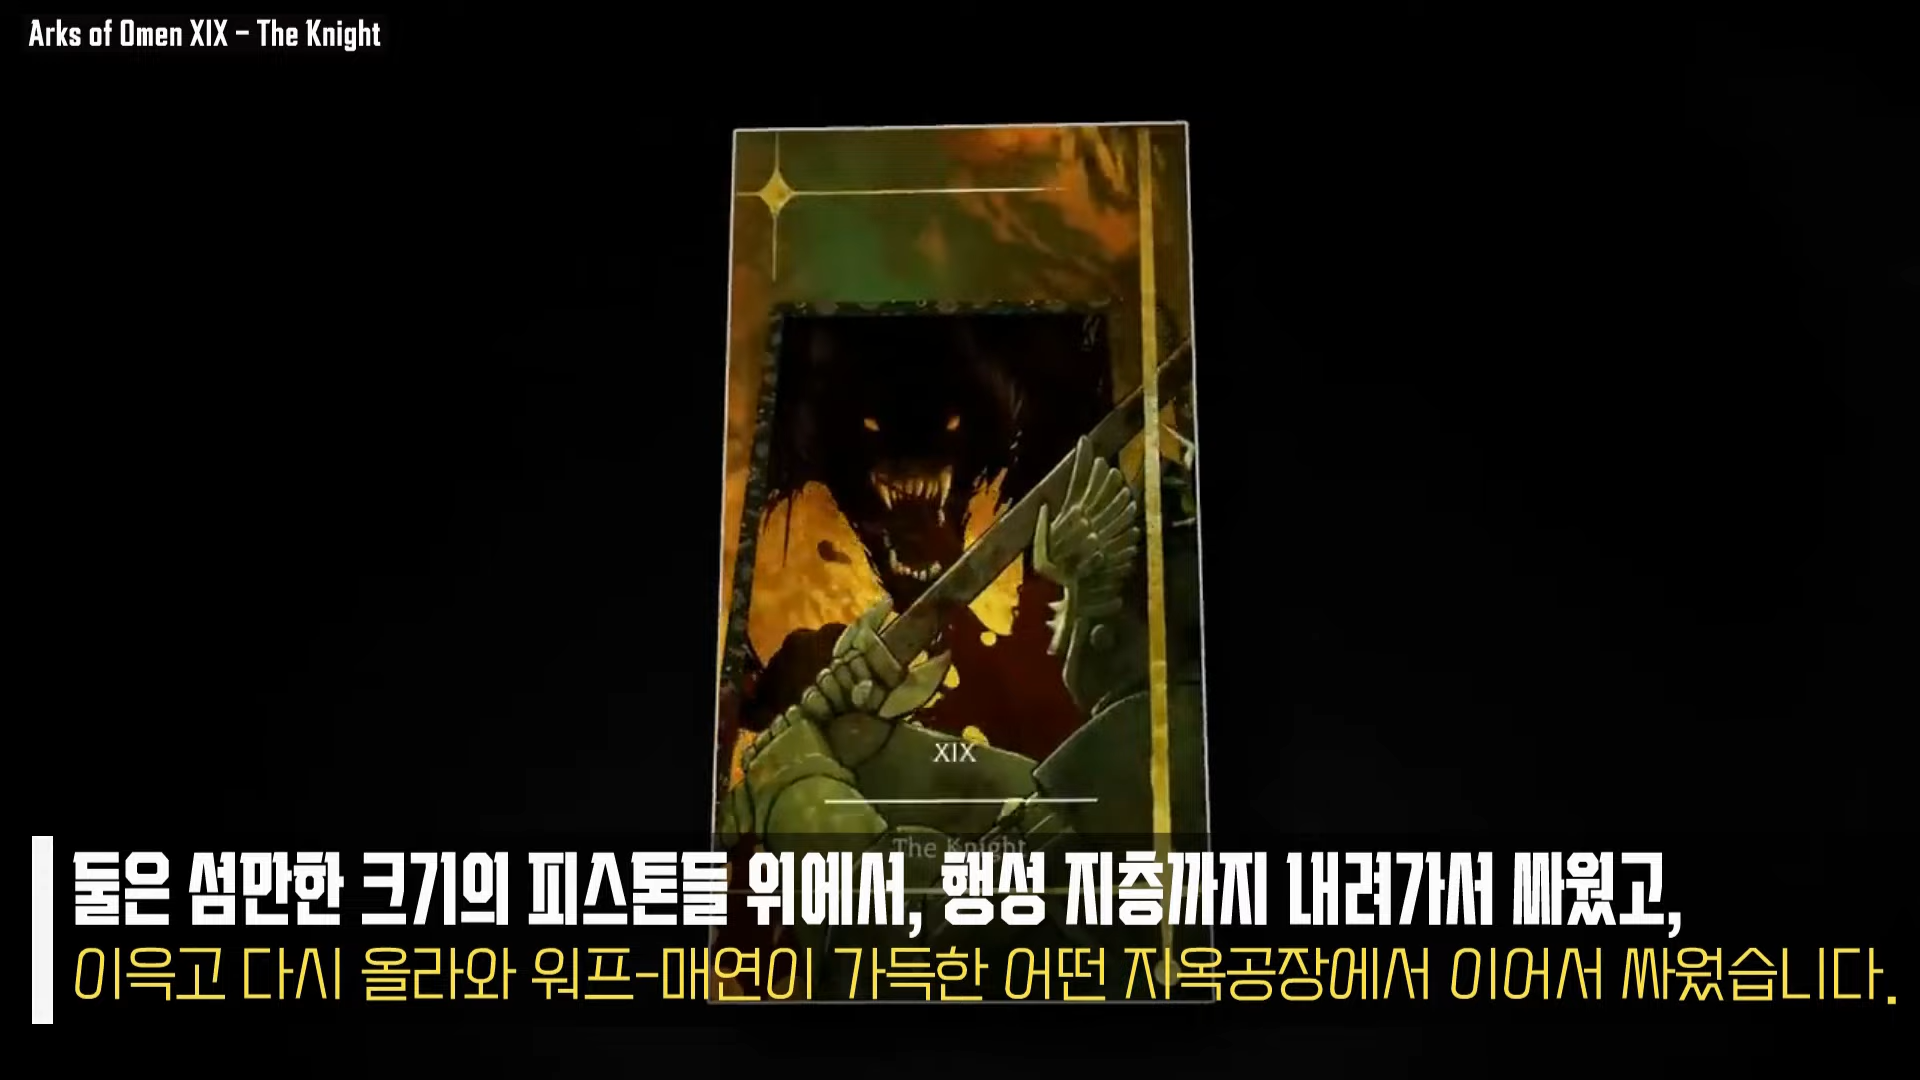 Arks of Omen XIX - The Knight
XIX
The Knight
둘은 섬만한 크기의 피스톤들 위에서, 행성 지층까지 내려가서 싸웠고,
이윽고 다시 올라와 워프-매연이 가득한 어떤 지옥공장에서 이어서 싸웠습니다.